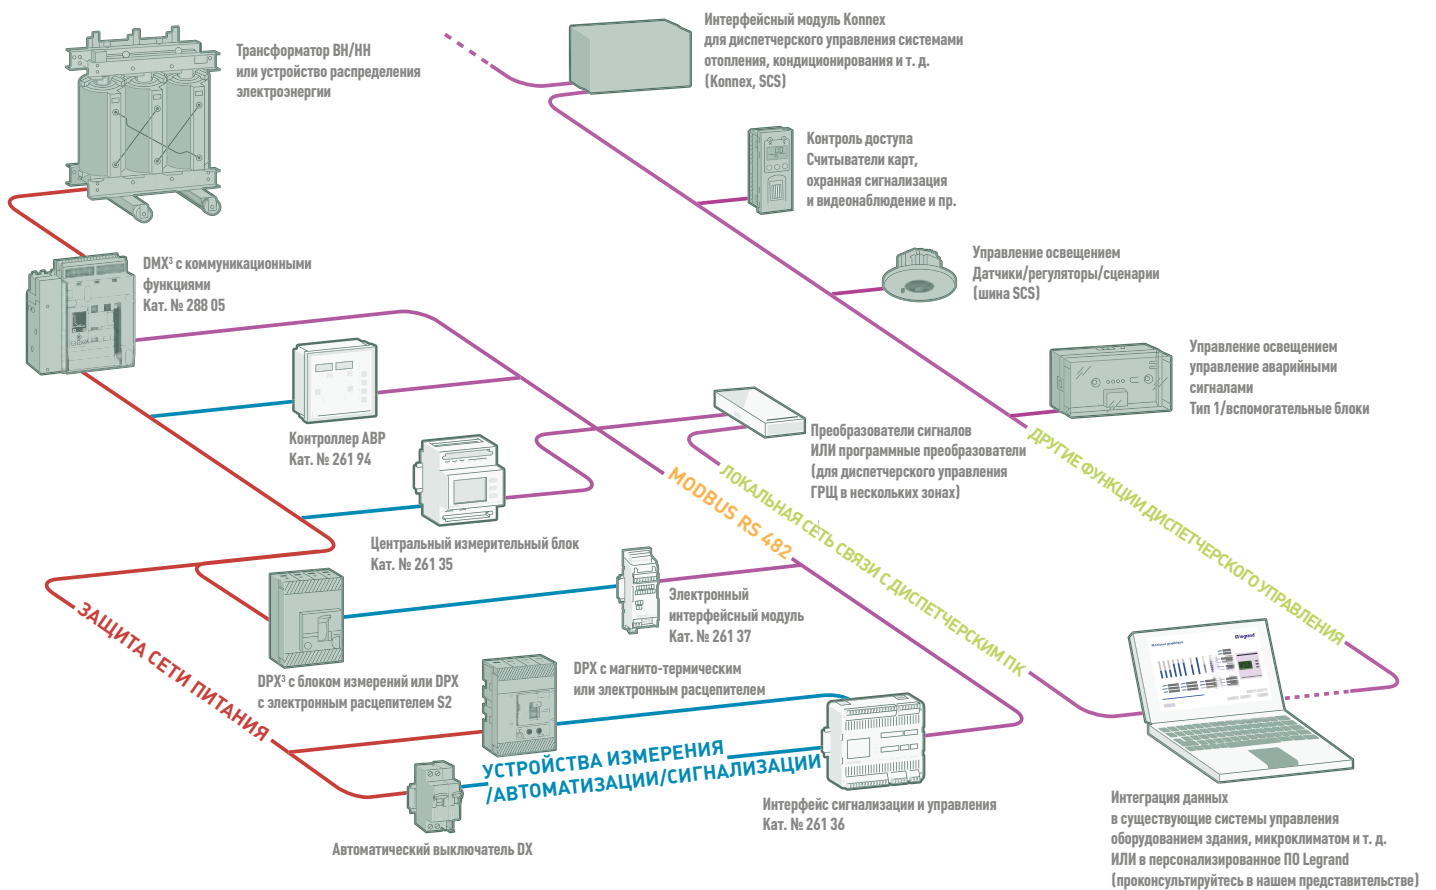 Трансформатор ВН/НН
или устройство распределения
электроэнергии
Интерфейсный модуль Konnex
для диспетчерского управления системами
отопления, кондиционирования и т. д.
(Konnex, SCS)
Контроль доступа
Считыватели карт,
охранная сигнализация
и видеонаблюдение и пр.
DMX³ с коммуникационными
функциями
Кат. № 288 05
Управление освещением
Датчики/регуляторы/сценарии
(шина SCS)
Управление освещением
управление аварийными
сигналами
Тип 1/вспомогательные блоки
Контроллер АВР
Кат. № 261 94
Преобразователи сигналов
ИЛИ программные преобразователи
(для диспетчерского управления
ГРЩ в нескольких зонах)
Центральный измерительный блок
Кат. № 261 35
MODBUS RS 482
ЛОКАЛЬНАЯ СЕТЬ СВЯЗИ С ДИСПЕТЧЕРСКИМ ПК
ДРУГИЕ ФУНКЦИИ ДИСПЕТЧЕРСКОГО УПРАВЛЕНИЯ
Электронный
интерфейсный модуль
Кат. № 261 37
ЗАЩИТА СЕТИ ПИТАНИЯ
DPX³ с блоком измерений или DPX
с электронным расцепителем S2
DPX с магнито-термическим
или электронным расцепителем
УСТРОЙСТВА ИЗМЕРЕНИЯ
/АВТОМАТИЗАЦИИ/СИГНАЛИЗАЦИИ
Интерфейс сигнализации и управления
Кат. № 261 36
Автоматический выключатель DX
legrand
Интеграция данных
в существующие системы управления
оборудованием здания, микроклиматом и т. д.
ИЛИ в персонализированное ПО Legrand
(проконсультируйтесь в нашем представительстве)